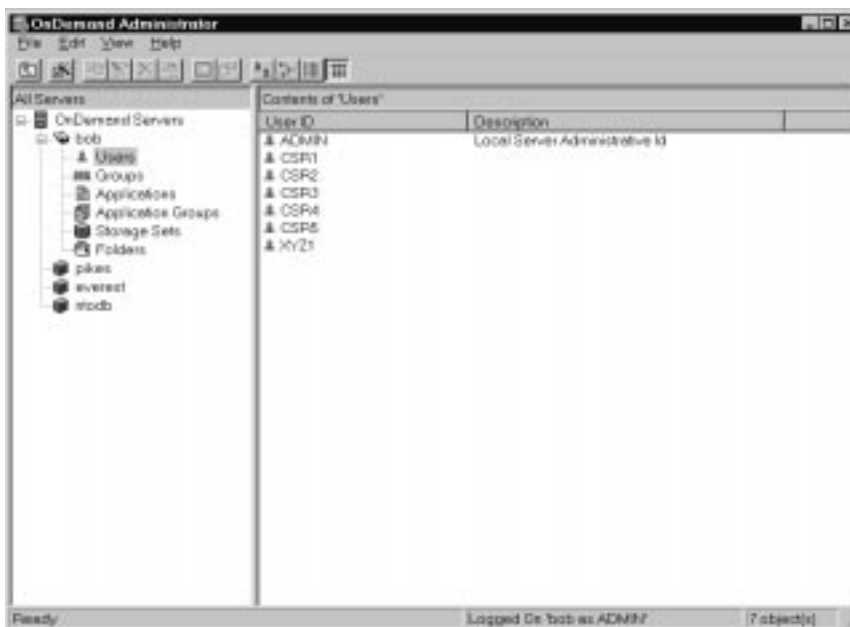 OnDemand Administrator
File Edit View Help
All Servers
Contents of 'Users'
OnDemand Servers
bob
Users
Groups
Applications
Application Groups
Storage Sets
Folders
pikes
everest
ntodb
User ID Description
ADMIN Local Server Administrative Id
CSR1
CSR2
CSR3
CSR4
CSR5
XYZ1
Ready
Logged On 'bob as ADMIN'
7 object(s)